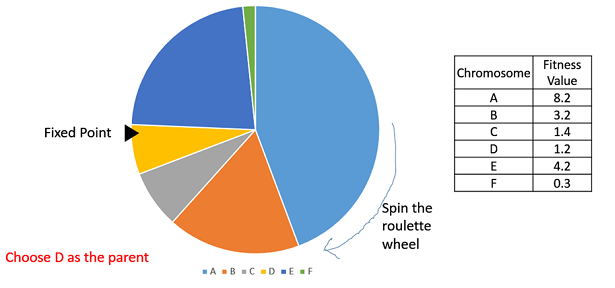 Fixed Point
Choose D as the parent
Spin the
roulette
wheel
A B C D E F
Chromosome Fitness Value
A 8.2
B 3.2
C 1.4
D 1.2
E 4.2
F 0.3